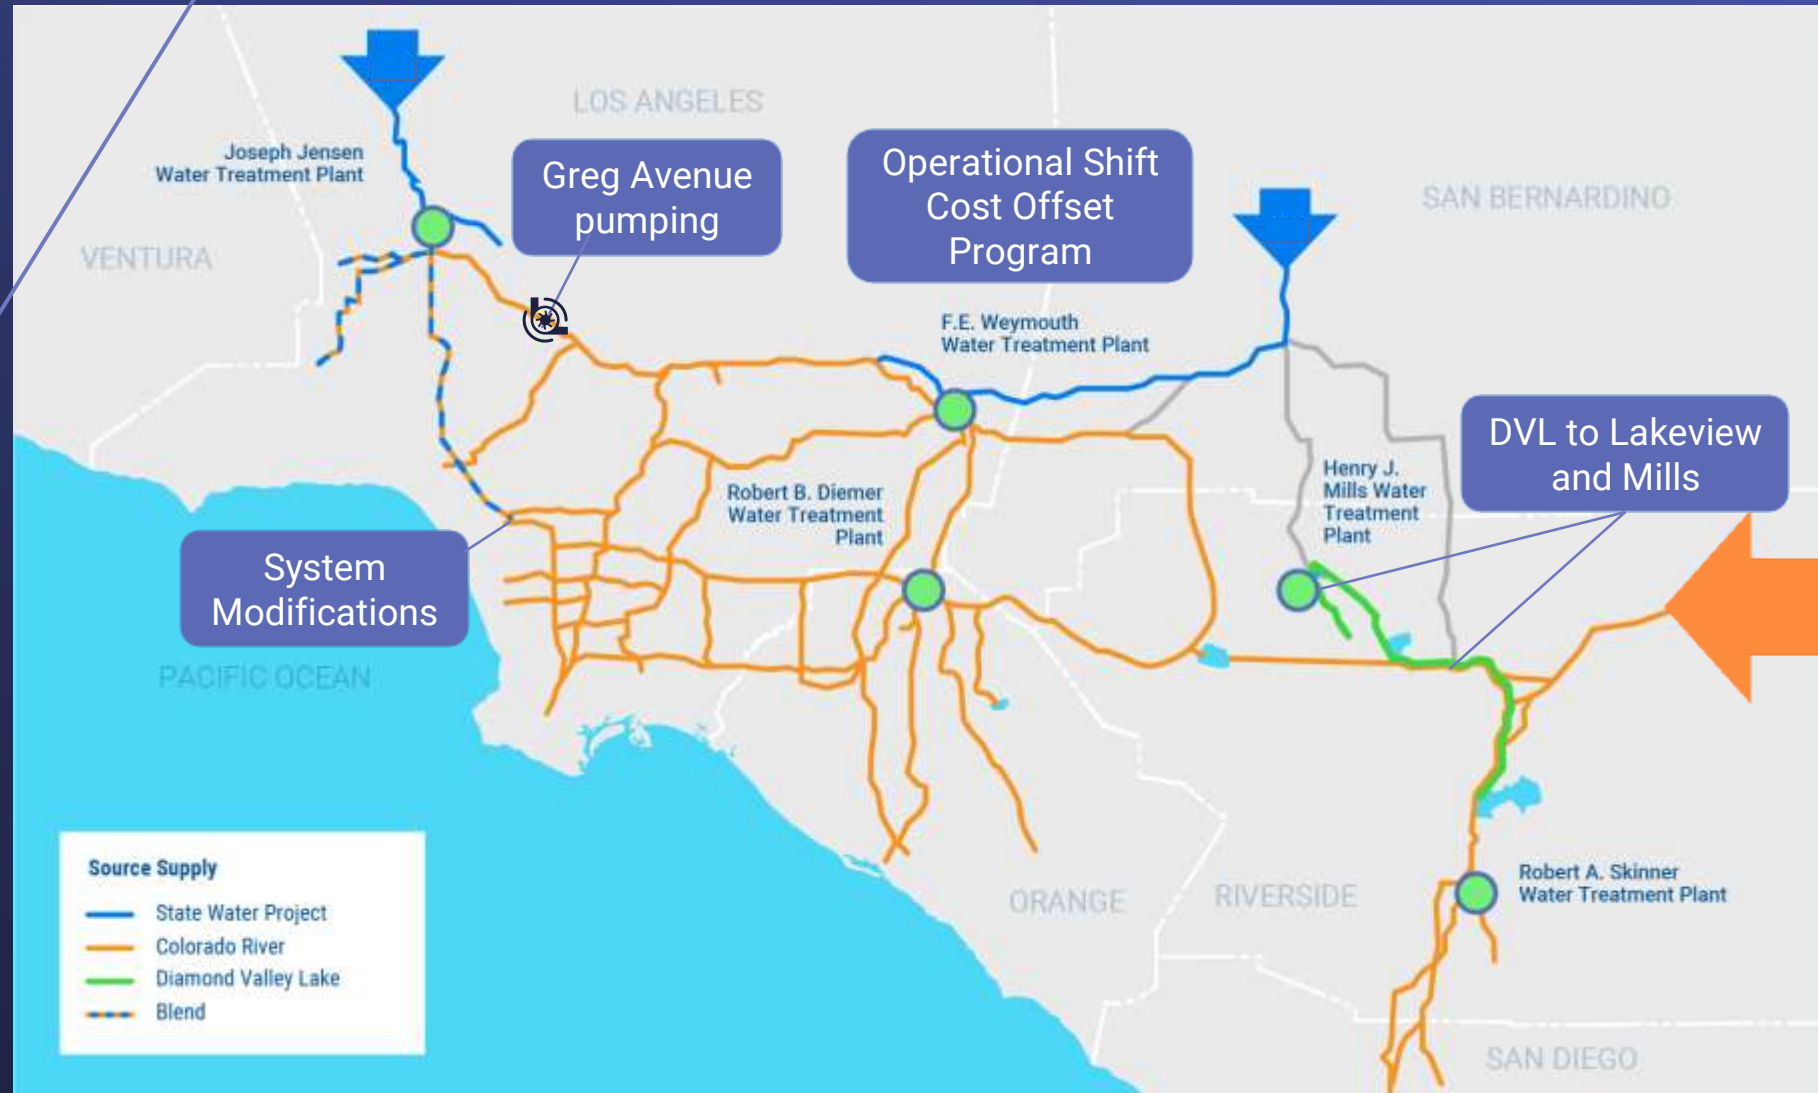 LOS ANGELES
Joseph Jensen
Water Treatment Plant
Greg Avenue
pumping
Operational Shift
Cost Offset
Program
SAN BERNARDINO
VENTURA
F.E. Weymouth
Water Treatment Plant
DVL to Lakeview
and Mills
Henry J.
Mills Water
Treatment
Plant
Robert B. Diemer
Water Treatment
Plant
System
Modifications
PACIFIC OCEAN
Source Supply
State Water Project
Colorado River
Diamond Valley Lake
Blend
ORANGE
RIVERSIDE
Robert A. Skinner
Water Treatment Plant
SAN DIEGO